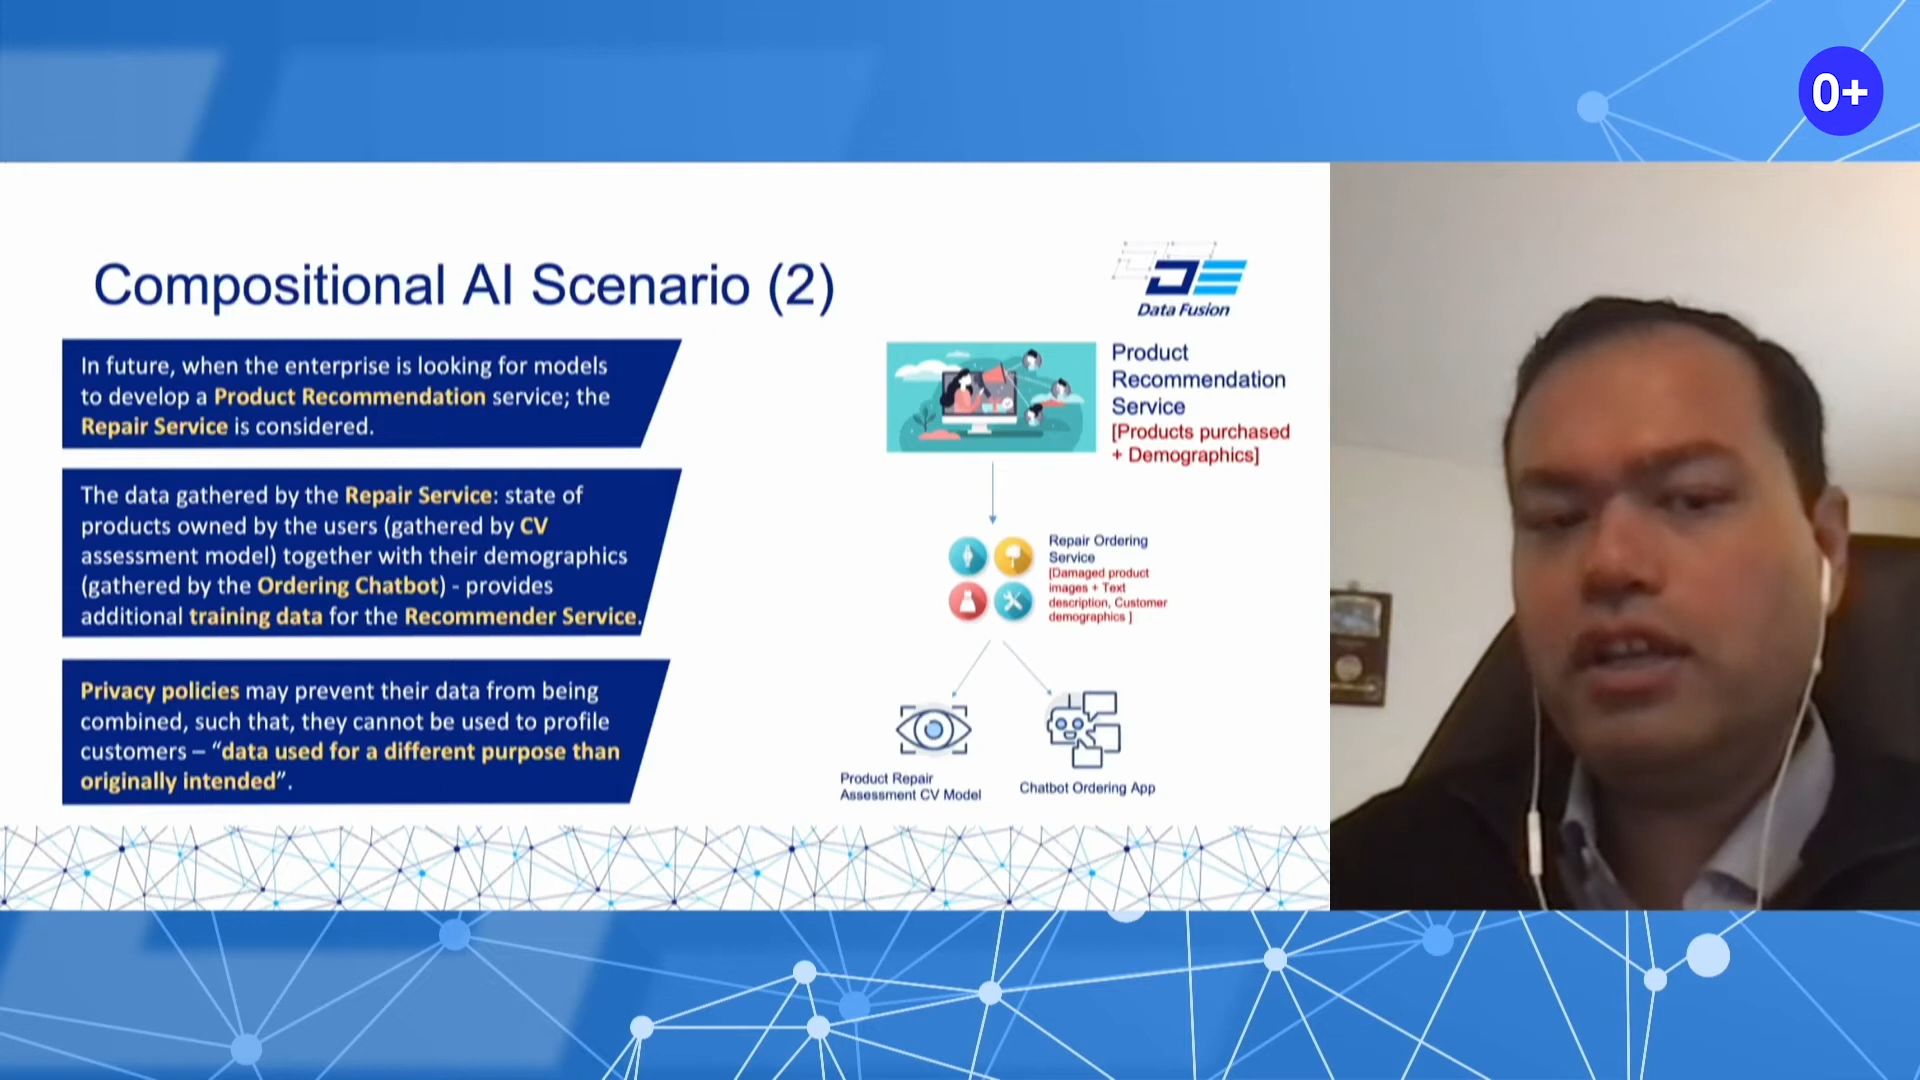 0+
Compositional AI Scenario (2)
Data Fusion
In future, when the enterprise is looking for models
to develop a Product Recommendation service; the
Repair Service is considered.
The data gathered by the Repair Service: state of
products owned by the users (gathered by CV
assessment model) together with their demographics
(gathered by the Ordering Chatbot) - provides
additional training data for the Recommender Service.
Privacy policies may prevent their data from being
combined, such that, they cannot be used to profile
customers – “data used for a different purpose than
originally intended”.
Product
Recommendation
Service
[Products purchased
+ Demographics]
Repair Ordering
Service
[Damaged product
images + Text
description, Customer
demographics ]
Product Repair
Assessment CV Model
Chatbot Ordering App